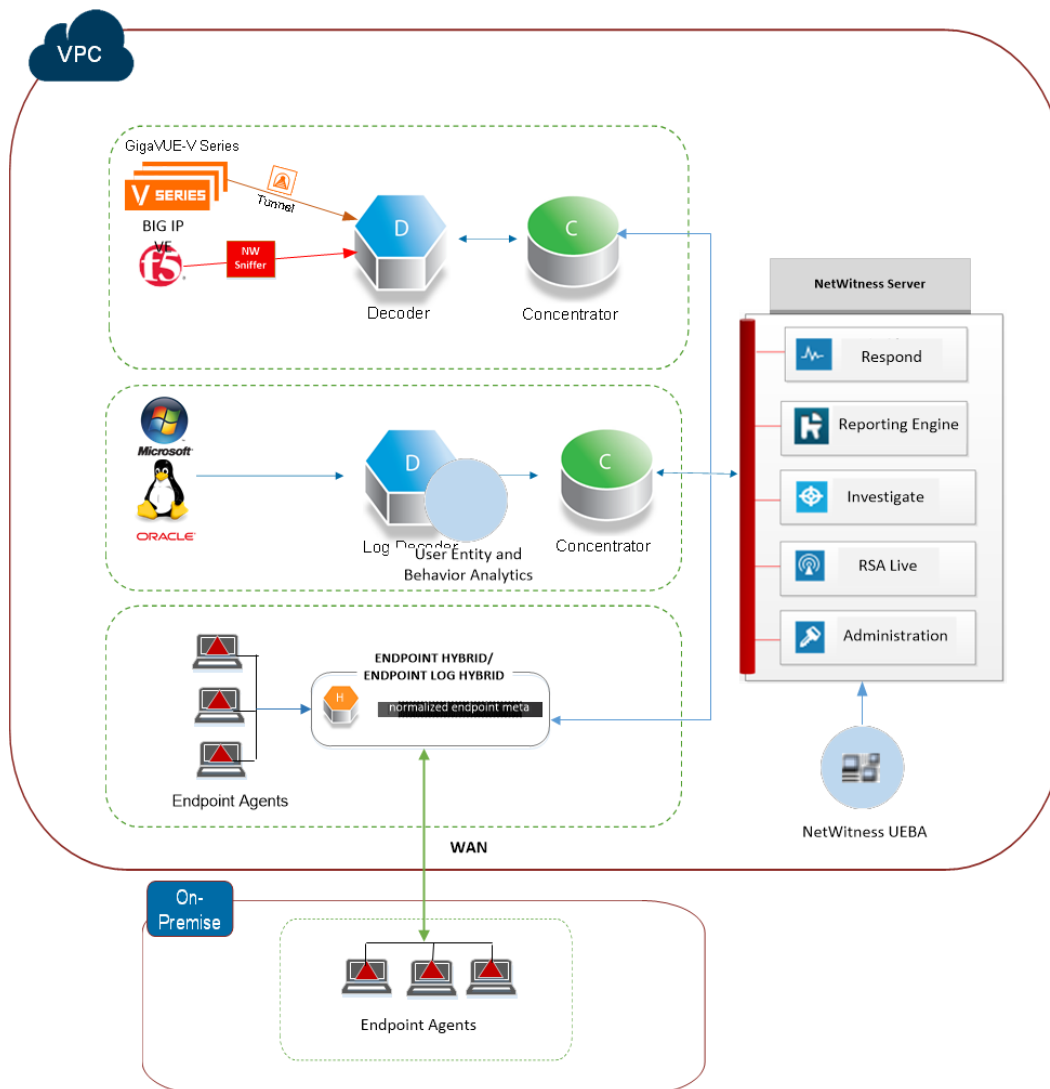 VPC
GigaVUE-V Series
V SERIES
Tunnel
BIG IP
VE
f5
NW
Sniffer
D
Decoder
C
Concentrator
NetWitness Server
Respond
Reporting Engine
Investigate
RSA Live
Administration
Microsoft
ORACLE
D
Log Decoder
User Entity and
Behavior Analytics
C
Concentrator
ENDPOINT HYBRID/
ENDPOINT LOG HYBRID
H
normalized endpoint meta
Endpoint Agents
NetWitness UEBA
WAN
On-
Premise
Endpoint Agents